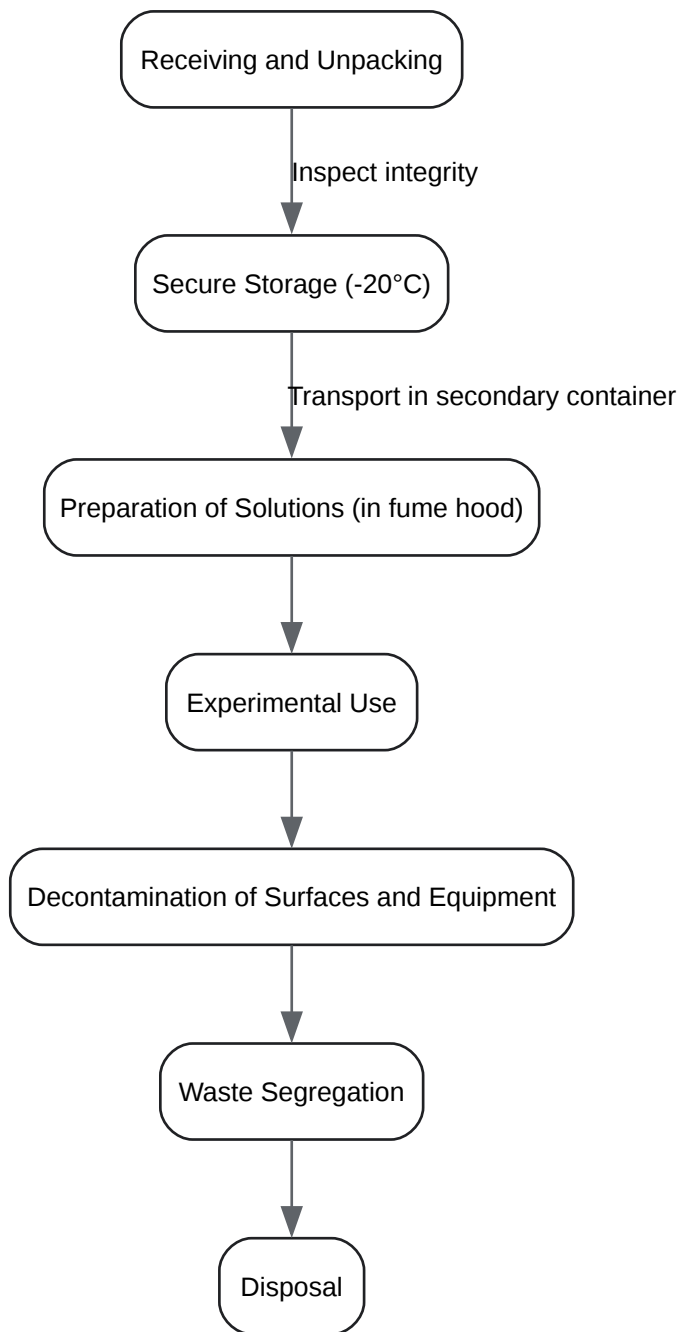 Receiving and Unpacking
Inspect integrity
Secure Storage (-20°C)
Transport in secondary container
Preparation of Solutions (in fume hood)
Experimental Use
Decontamination of Surfaces and Equipment
Waste Segregation
Disposal